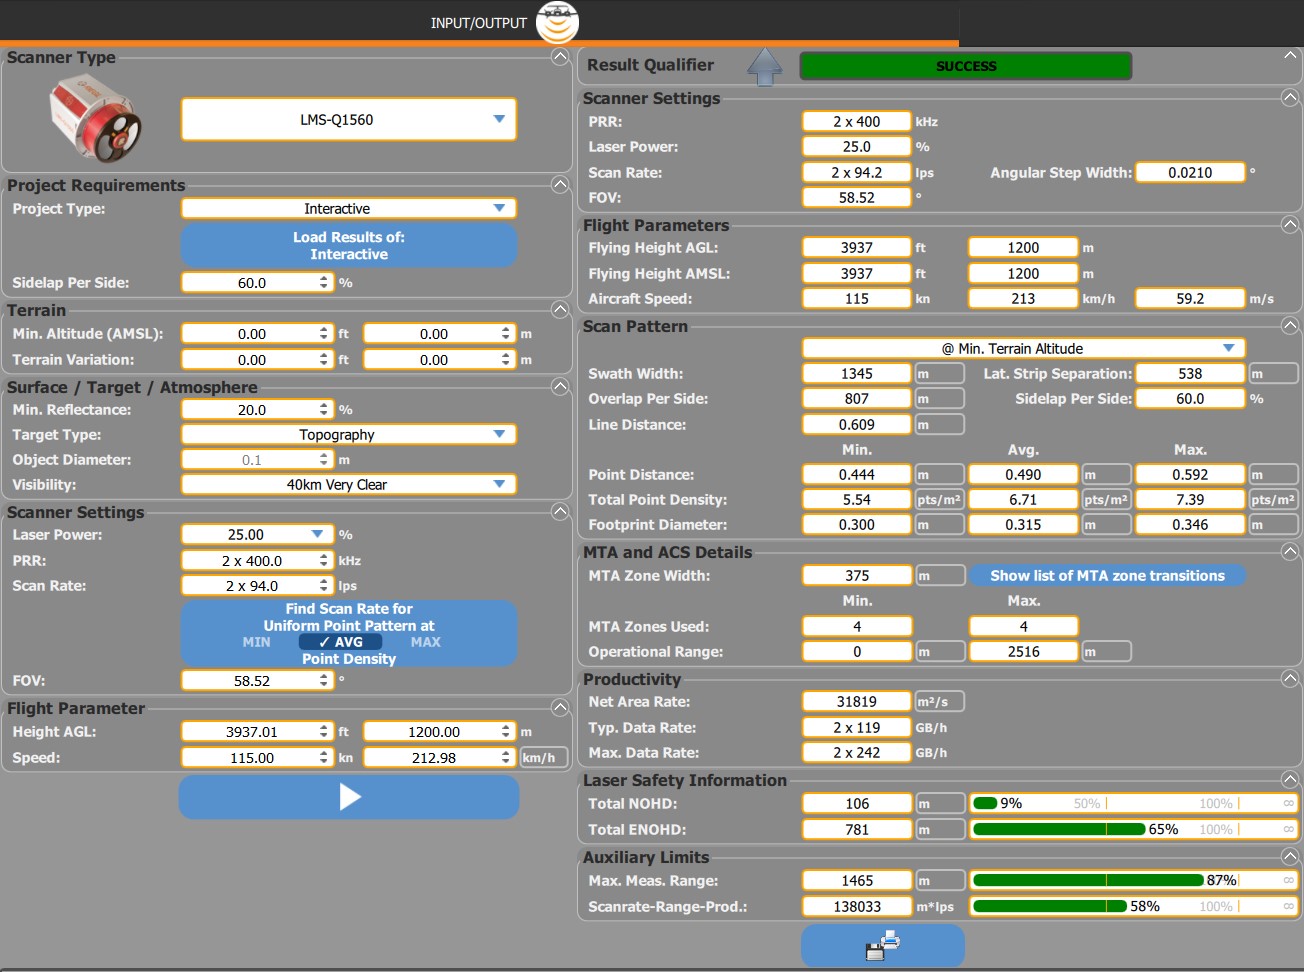 INPUT/OUTPUT
Scanner Type
LMS-Q1560
Project Requirements
Project Type: Interactive
Load Results of:
Interactive
Sidelap Per Side: 60.0 %
Terrain
Min. Altitude (AMSL): 0.00 ft 0.00 m
Terrain Variation: 0.00 ft 0.00 m
Surface / Target / Atmosphere
Min. Reflectance: 20.0 %
Target Type: Topography
Object Diameter: 0.1 m
Visibility: 40km Very Clear
Scanner Settings
Laser Power: 25.00 %
PRR: 2 x 400.0 kHz
Scan Rate: 2 x 94.0 lps
Find Scan Rate for
Uniform Point Pattern at
MIN ✓ AVG MAX
Point Density
FOV: 58.52 °
Flight Parameter
Height AGL: 3937.01 ft 1200.00 m
Speed: 115.00 kn 212.98 km/h
Result Qualifier SUCCESS
Scanner Settings
PRR: 2 x 400 kHz
Laser Power: 25.0 %
Scan Rate: 2 x 94.2 lps Angular Step Width: 0.0210 °
FOV: 58.52 °
Flight Parameters
Flying Height AGL: 3937 ft 1200 m
Flying Height AMSL: 3937 ft 1200 m
Aircraft Speed: 115 kn 213 km/h 59.2 m/s
Scan Pattern
@ Min. Terrain Altitude
Swath Width: 1345 m Lat. Strip Separation: 538 m
Overlap Per Side: 807 m Sidelap Per Side: 60.0 %
Line Distance: 0.609 m
Min. Avg. Max.
Point Distance: 0.444 m 0.490 m 0.592 m
Total Point Density: 5.54 pts/m² 6.71 pts/m² 7.39 pts/m²
Footprint Diameter: 0.300 m 0.315 m 0.346 m
MTA and ACS Details
MTA Zone Width: 375 m Show list of MTA zone transitions
Min. Max.
MTA Zones Used: 4 4
Operational Range: 0 m 2516 m
Productivity
Net Area Rate: 31819 m²/s
Typ. Data Rate: 2 x 119 GB/h
Max. Data Rate: 2 x 242 GB/h
Laser Safety Information
Total NOHD: 106 m 9% 50% 100% ∞
Total ENOHD: 781 m 65% 100% ∞
Auxiliary Limits
Max. Meas. Range: 1465 m 87% ∞
Scanrate-Range-Prod.: 138033 m*lps 58% 100% ∞